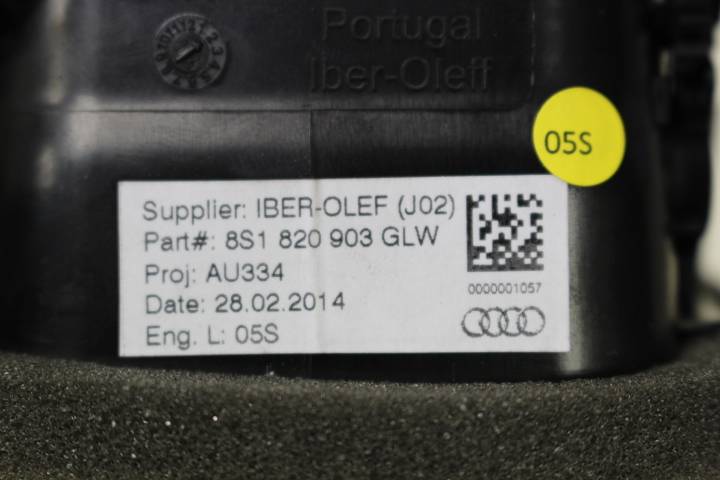 Portugal
Iber-Oleff
05S
Supplier: IBER-OLEF (J02)
Part#: 8S1 820 903 GLW
Proj: AU334
Date: 28.02.2014
Eng. L: 05S
0000001057